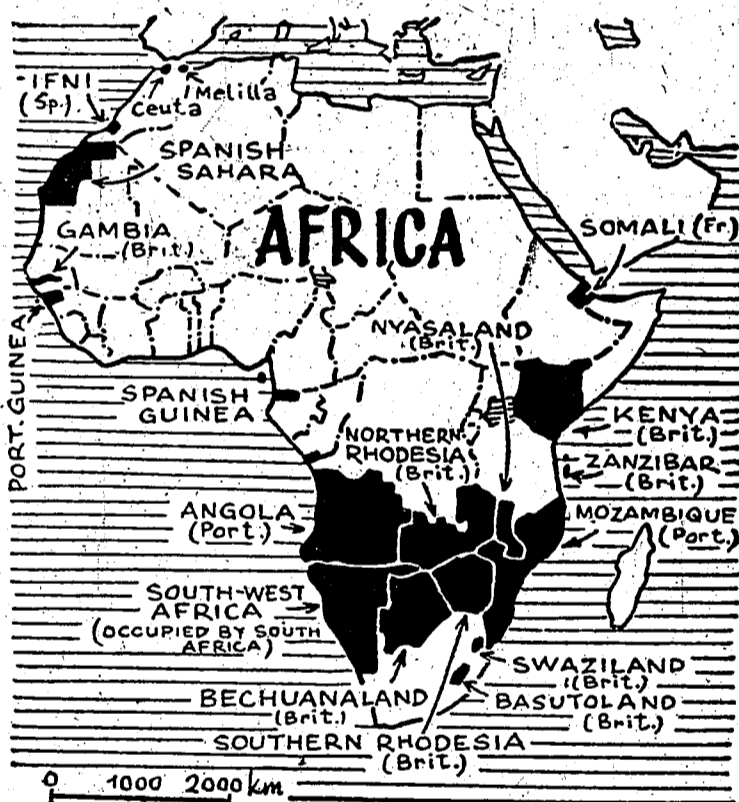 IFNI
(Sp.)
Ceuta
Melilla
SPANISH
SAHARA
GAMBIA
(Brit.)
AFRICA
SOMALI (Fr)
PORT. GUINEA
NYASALAND
(Brit.)
SPANISH
GUINEA
KENYA
(Brit.)
NORTHERN
RHODESIA
(Brit.)
ZANZIBAR
(Brit.)
ANGOLA
(Port.)
MOZAMBIQUE
(Port.)
SOUTH-WEST
AFRICA
(OCCUPIED BY SOUTH
AFRICA)
SWAZILAND
(Brit.)
BECHUANALAND
(Brit.)
BASUTOLAND
(Brit.)
SOUTHERN RHODESIA
(Brit.)
0 1000 2000 km